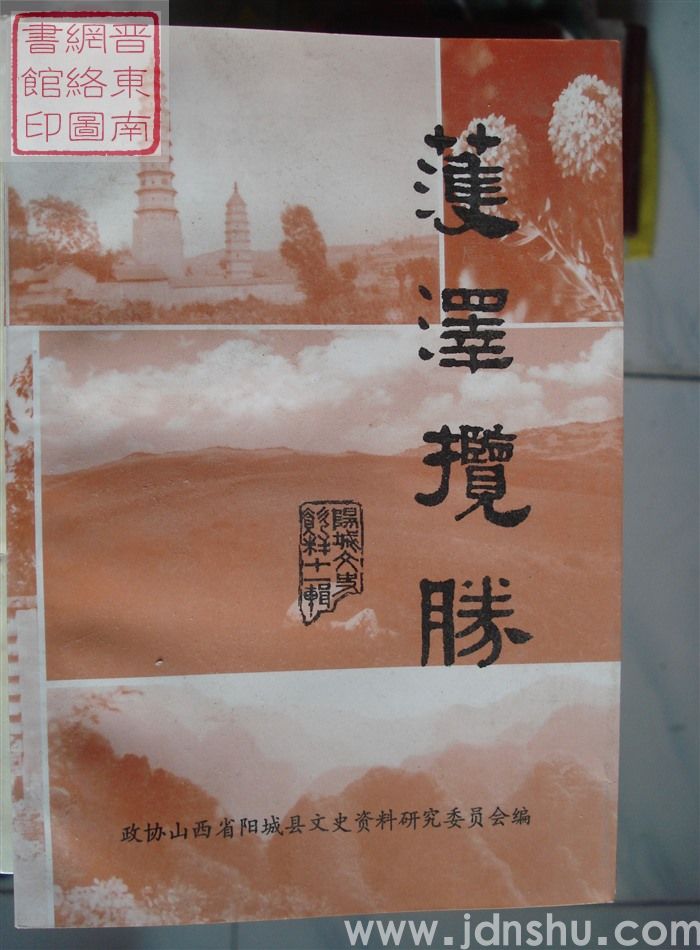 晋東南
網絡圖
書館印
濩澤攬勝
陽城文史
資料十一輯
政协山西省阳城县文史资料研究委员会编
www.jdnshu.com